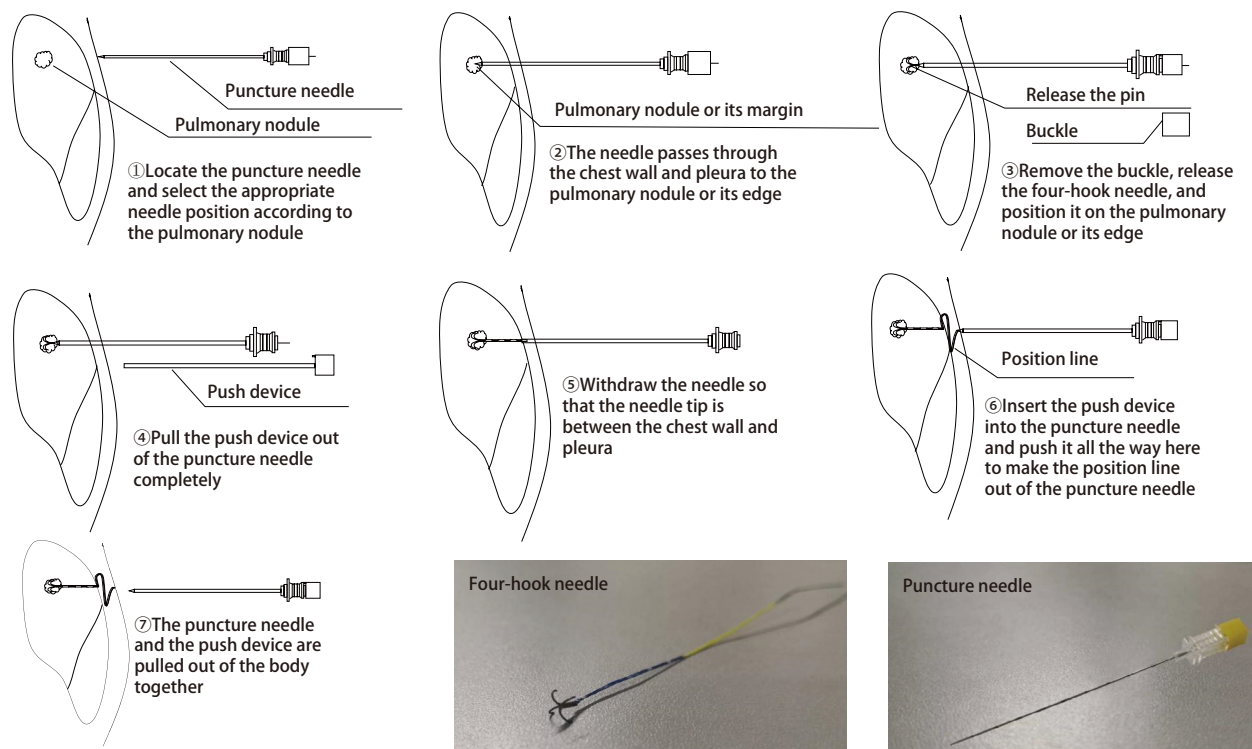 Puncture needle
Pulmonary nodule
①Locate the puncture needle
and select the appropriate
needle position according to
the pulmonary nodule
Pulmonary nodule or its margin
②The needle passes through
the chest wall and pleura to the
pulmonary nodule or its edge
Release the pin
Buckle
③Remove the buckle, release
the four-hook needle, and
position it on the pulmonary
nodule or its edge
Push device
④Pull the push device out
of the puncture needle
completely
⑤Withdraw the needle so
that the needle tip is
between the chest wall and
pleura
Position line
⑥Insert the push device
into the puncture needle
and push it all the way here
to make the position line
out of the puncture needle
⑦The puncture needle
and the push device are
pulled out of the body
together
Four-hook needle
Puncture needle